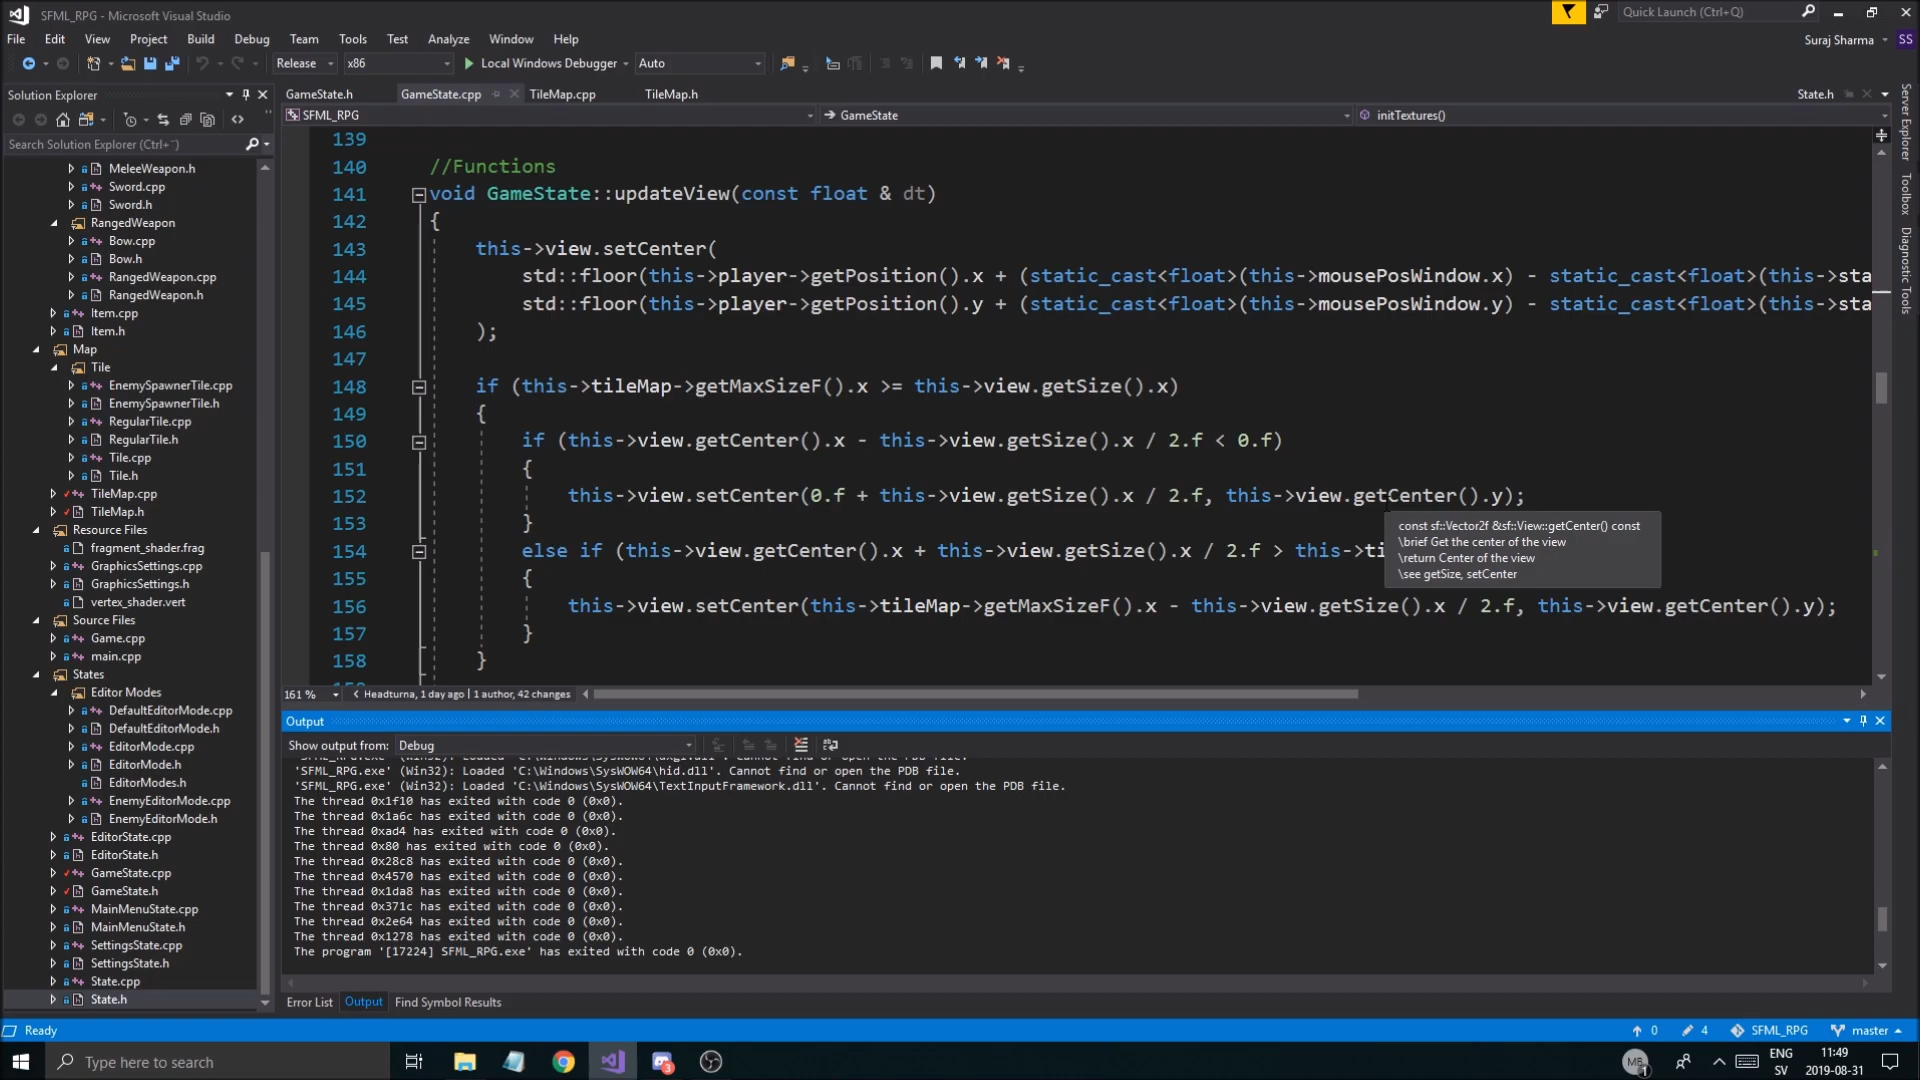 SFML_RPG - Microsoft Visual Studio
Quick Launch (Ctrl+Q)
File Edit View Project Build Debug Team Tools Test Analyze Window Help
Suraj Sharma SS
Release x86 Local Windows Debugger Auto
Solution Explorer
GameState.h GameState.cpp TileMap.cpp TileMap.h State.h
SFML_RPG GameState initTextures()
Search Solution Explorer (Ctrl+¨)
Server Explorer
Toolbox
Diagnostic Tools
MeleeWeapon.h
Sword.cpp
Sword.h
RangedWeapon
Bow.cpp
Bow.h
RangedWeapon.cpp
RangedWeapon.h
Item.cpp
Item.h
Map
Tile
EnemySpawnerTile.cpp
EnemySpawnerTile.h
RegularTile.cpp
RegularTile.h
Tile.cpp
Tile.h
TileMap.cpp
TileMap.h
Resource Files
fragment_shader.frag
GraphicsSettings.cpp
GraphicsSettings.h
vertex_shader.vert
Source Files
Game.cpp
main.cpp
States
Editor Modes
DefaultEditorMode.cpp
DefaultEditorMode.h
EditorMode.cpp
EditorMode.h
EditorModes.h
EnemyEditorMode.cpp
EnemyEditorMode.h
EditorState.cpp
EditorState.h
GameState.cpp
GameState.h
MainMenuState.cpp
MainMenuState.h
SettingsState.cpp
SettingsState.h
State.cpp
State.h
139
140 //Functions
141 void GameState::updateView(const float & dt)
142 {
143 this->view.setCenter(
144 std::floor(this->player->getPosition().x + (static_cast<float>(this->mousePosWindow.x) - static_cast<float>(this->sta
145 std::floor(this->player->getPosition().y + (static_cast<float>(this->mousePosWindow.y) - static_cast<float>(this->sta
146 );
147
148 if (this->tileMap->getMaxSizeF().x >= this->view.getSize().x)
149 {
150 if (this->view.getCenter().x - this->view.getSize().x / 2.f < 0.f)
151 {
152 this->view.setCenter(0.f + this->view.getSize().x / 2.f, this->view.getCenter().y);
153 }
154 else if (this->view.getCenter().x + this->view.getSize().x / 2.f > this->ti
155 {
156 this->view.setCenter(this->tileMap->getMaxSizeF().x - this->view.getSize().x / 2.f, this->view.getCenter().y);
157 }
158 }
const sf::Vector2f &sf::View::getCenter() const
\brief Get the center of the view
\return Center of the view
\see getSize, setCenter
161 % Headturna, 1 day ago | 1 author, 42 changes
Output
Show output from: Debug
'SFML_RPG.exe' (Win32): Loaded 'C:\Windows\SysWOW64\hid.dll'. Cannot find or open the PDB file.
'SFML_RPG.exe' (Win32): Loaded 'C:\Windows\SysWOW64\TextInputFramework.dll'. Cannot find or open the PDB file.
The thread 0x1f10 has exited with code 0 (0x0).
The thread 0x1a6c has exited with code 0 (0x0).
The thread 0xad4 has exited with code 0 (0x0).
The thread 0x80 has exited with code 0 (0x0).
The thread 0x28c8 has exited with code 0 (0x0).
The thread 0x4570 has exited with code 0 (0x0).
The thread 0x1da8 has exited with code 0 (0x0).
The thread 0x371c has exited with code 0 (0x0).
The thread 0x2e64 has exited with code 0 (0x0).
The thread 0x1278 has exited with code 0 (0x0).
The program '[17224] SFML_RPG.exe' has exited with code 0 (0x0).
Error List Output Find Symbol Results
Ready 0 4 SFML_RPG master
Type here to search
3
MB 1
ENG
SV
11:49
2019-08-31